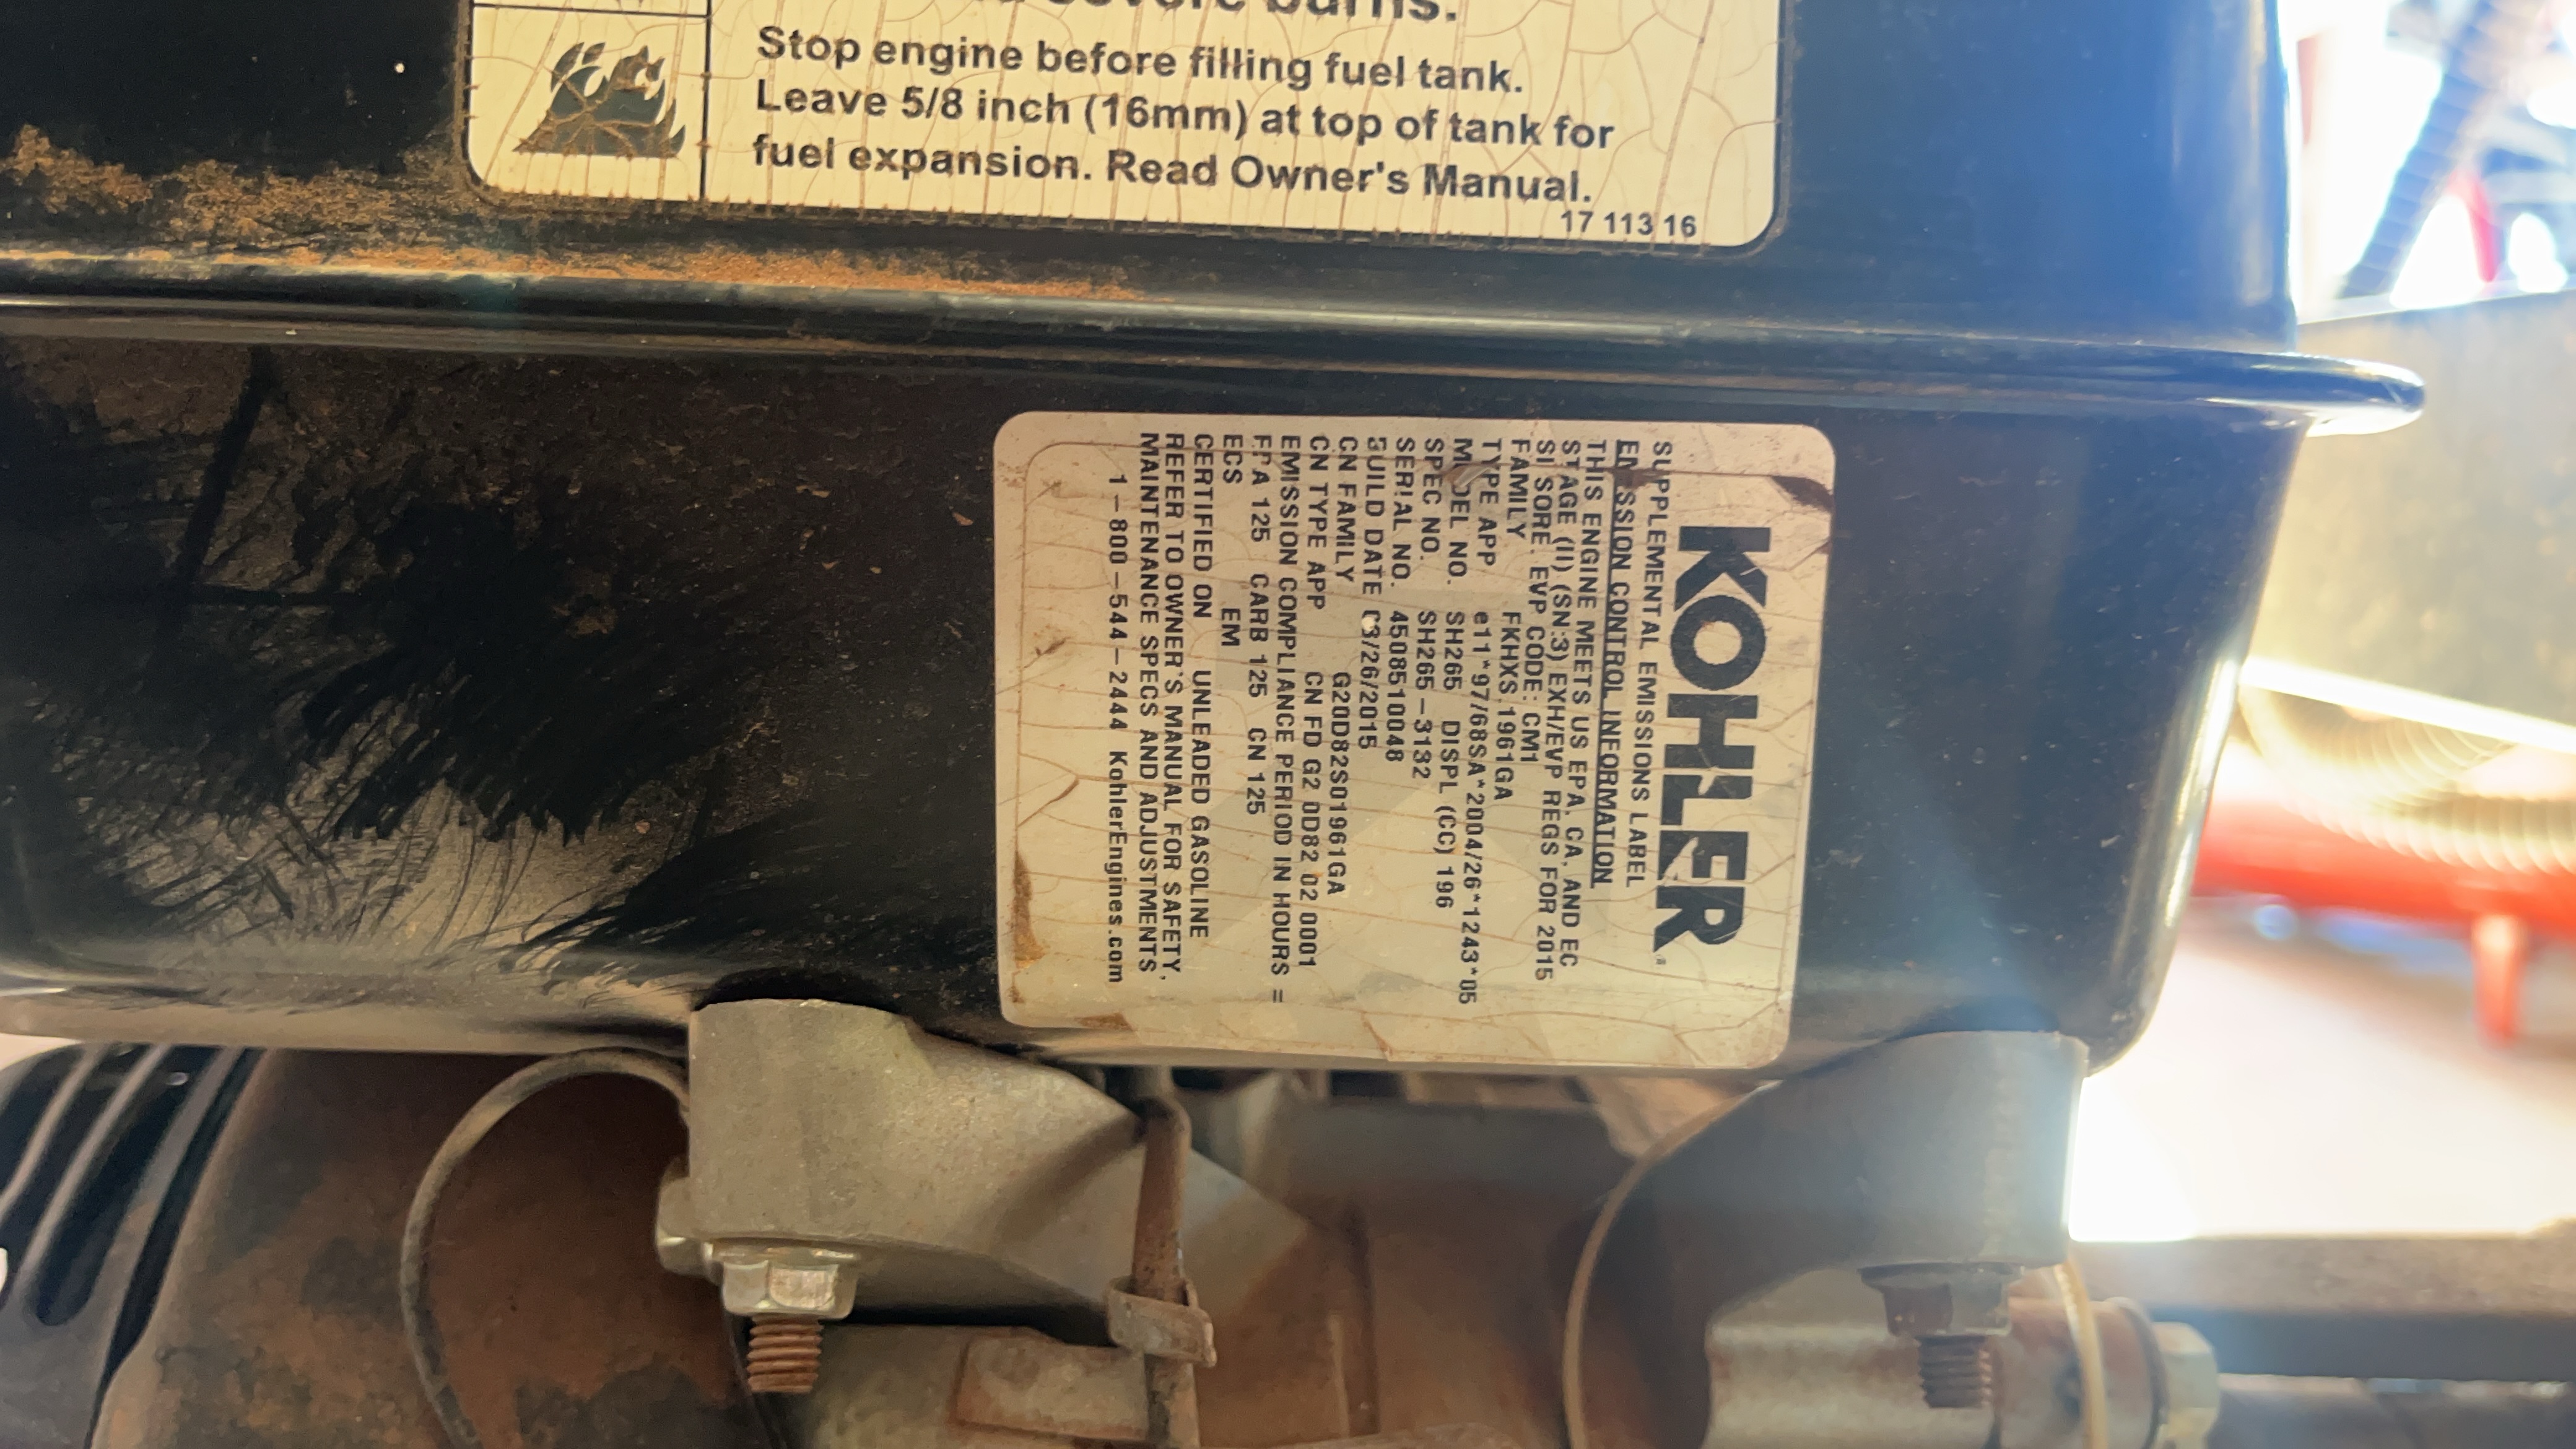 severe burns.
Stop engine before filling fuel tank.
Leave 5/8 inch (16mm) at top of tank for
fuel expansion. Read Owner's Manual.
17 113 16
KOHLER
SUPPLEMENTAL EMISSIONS LABEL
EMISSION CONTROL INFORMATION
THIS ENGINE MEETS US EPA, CA, AND EC
STAGE (II) (SN:3) EXH/EVP REGS FOR 2015
SI SORE. EVP CODE: CM1
FAMILY FKHXS.1961GA
TYPE APP e11*97/68SA*2004/26*1243*05
MODEL NO. SH265 DISPL (CC) 196
SPEC NO. SH265-3132
SERIAL NO. 4508510048
BUILD DATE 03/26/2015
CN FAMILY G20D82S01961GA
CN TYPE APP CN FD G2 0D82 02 0001
EMISSION COMPLIANCE PERIOD IN HOURS =
EPA 125 CARB 125 CN 125
ECS EM
CERTIFIED ON UNLEADED GASOLINE
REFER TO OWNER'S MANUAL FOR SAFETY,
MAINTENANCE SPECS AND ADJUSTMENTS
1-800-544-2444 KohlerEngines.com